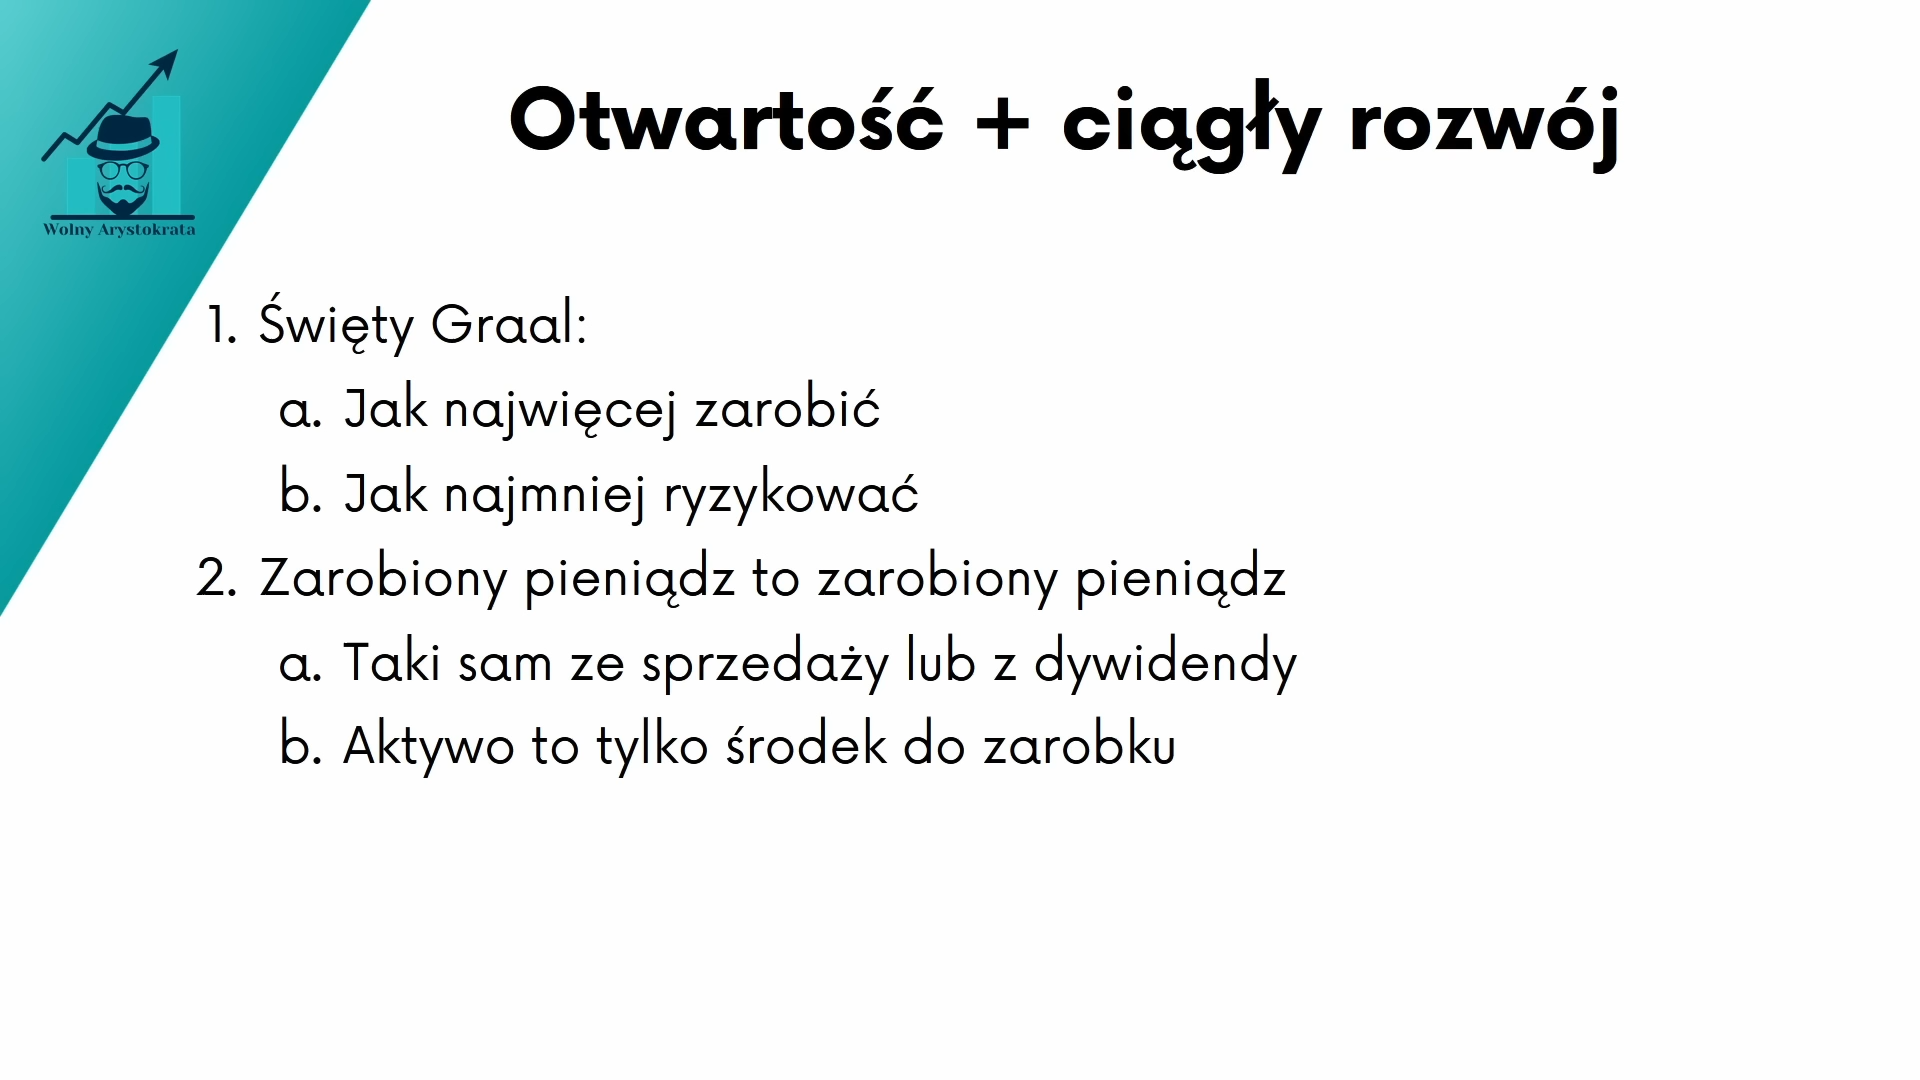 Wolny Arystokrata
Otwartość + ciągły rozwój
1. Święty Graal:
a. Jak najwięcej zarobić
b. Jak najmniej ryzykować
2. Zarobiony pieniądz to zarobiony pieniądz
a. Taki sam ze sprzedaży lub z dywidendy
b. Aktywo to tylko środek do zarobku